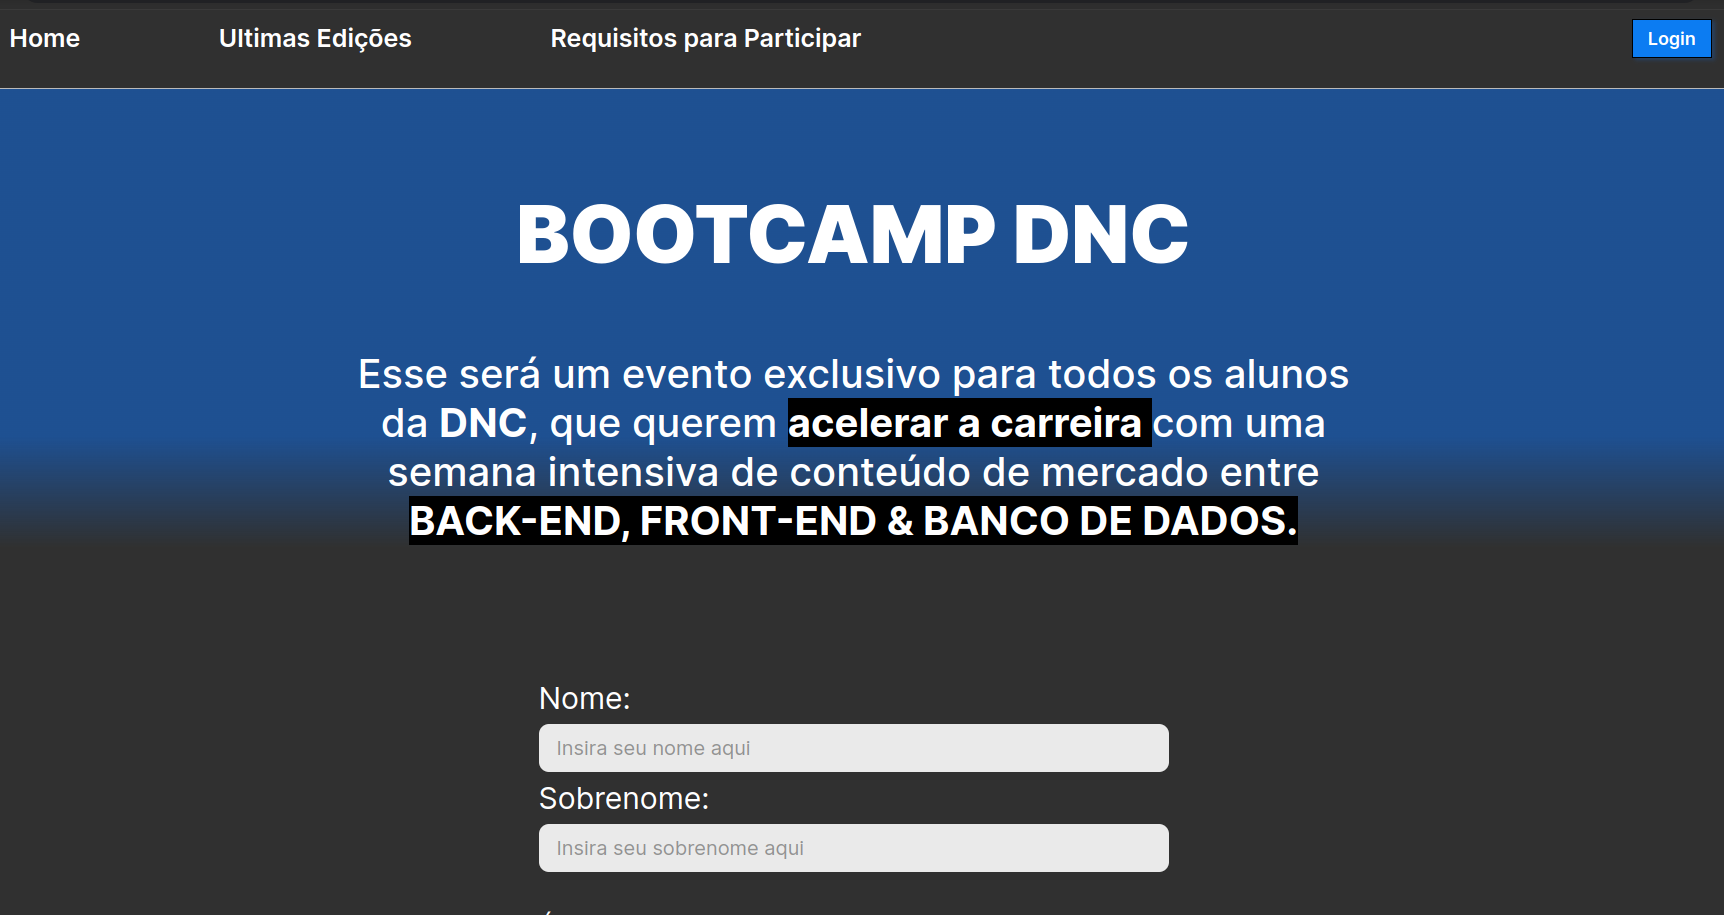 Home
Ultimas Edições
Requisitos para Participar
Login
BOOTCAMP DNC
Esse será um evento exclusivo para todos os alunos
da DNC, que querem acelerar a carreira com uma
semana intensiva de conteúdo de mercado entre
BACK-END, FRONT-END & BANCO DE DADOS.
Nome:
Insira seu nome aqui
Sobrenome:
Insira seu sobrenome aqui